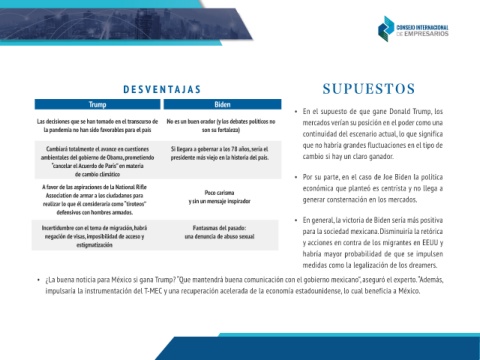 CONSEJO INTERNACIONAL
DE EMPRESARIOS
DESVENTAJAS
Trump
Biden
Las decisiones que se han tomado en el transcurso de
la pandemia no han sido favorables para el país
No es un buen orador (y los debates políticos no
son su fortaleza)
Cambiará totalmente el avance en cuestiones
ambientales del gobierno de Obama, prometiendo
"cancelar el Acuerdo de París" en materia
de cambio climático
Si llegara a gobernar a los 78 años, sería el
presidente más viejo en la historia del país.
A favor de las aspiraciones de la National Rifle
Association de armar a los ciudadanos para
realizar lo que él consideraría como "tiroteos"
defensivos con hombres armados.
Poco carisma
y sin un mensaje inspirador
Incertidumbre con el tema de migración, habrá
negación de visas, imposibilidad de acceso y
estigmatización
Fantasmas del pasado:
una denuncia de abuso sexual
SUPUESTOS
• En el supuesto de que gane Donald Trump, los
mercados verían su posición en el poder como una
continuidad del escenario actual, lo que significa
que no habría grandes fluctuaciones en el tipo de
cambio si hay un claro ganador.
• Por su parte, en el caso de Joe Biden la política
económica que planteó es centrista y no llega a
generar consternación en los mercados.
• En general, la victoria de Biden sería más positiva
para la sociedad mexicana. Disminuiría la retórica
y acciones en contra de los migrantes en EEUU y
habría mayor probabilidad de que se impulsen
medidas como la legalización de los dreamers.
• ¿La buena noticia para México si gana Trump? "Que mantendrá buena comunicación con el gobierno mexicano", aseguró el experto. "Además,
impulsaría la instrumentación del T-MEC y una recuperación acelerada de la economía estadounidense, lo cual beneficia a México.